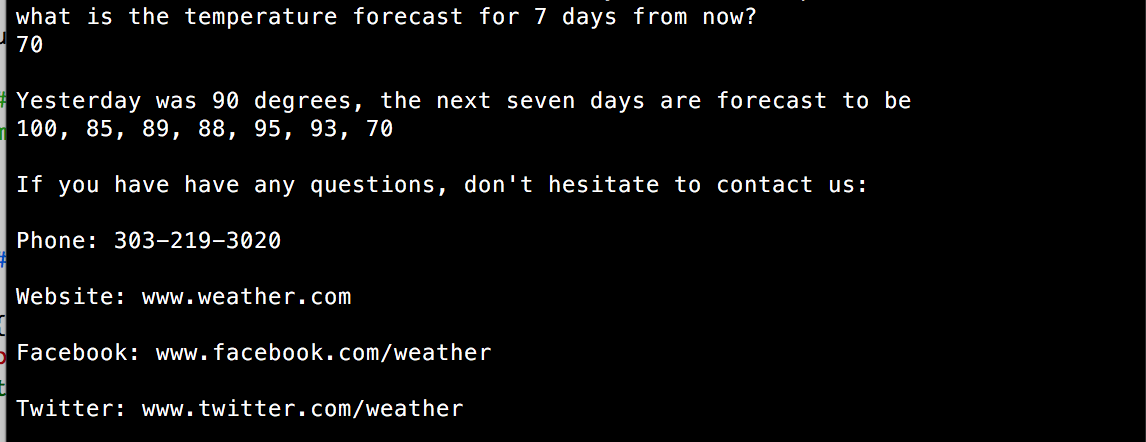 what is the temperature forecast for 7 days from now?
70
Yesterday was 90 degrees, the next seven days are forecast to be
100, 85, 89, 88, 95, 93, 70
If you have have any questions, don't hesitate to contact us:
Phone: 303-219-3020
Website: www.weather.com
Facebook: www.facebook.com/weather
Twitter: www.twitter.com/weather